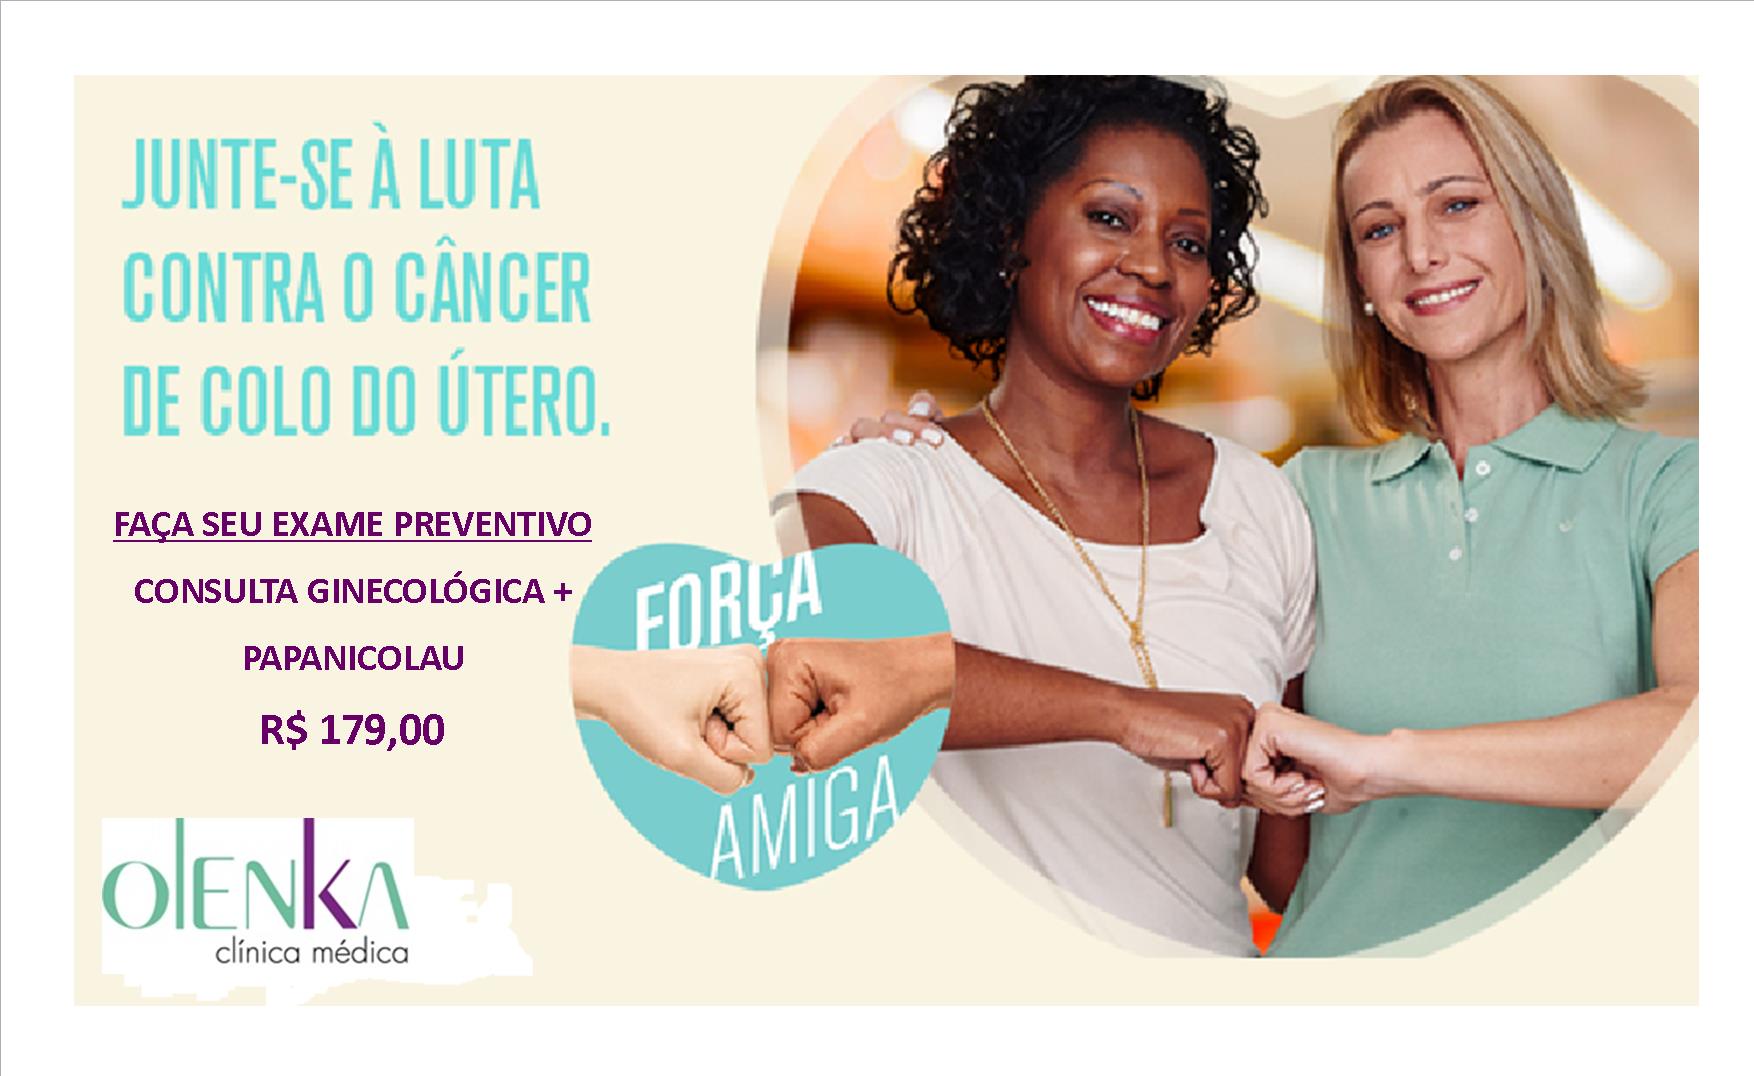 JUNTE-SE À LUTA
CONTRA O CÂNCER
DE COLO DO ÚTERO.
FAÇA SEU EXAME PREVENTIVO
CONSULTA GINECOLÓGICA +
PAPANICOLAU
R$ 179,00
FORÇA
AMIGA
OlENKA
clínica médica